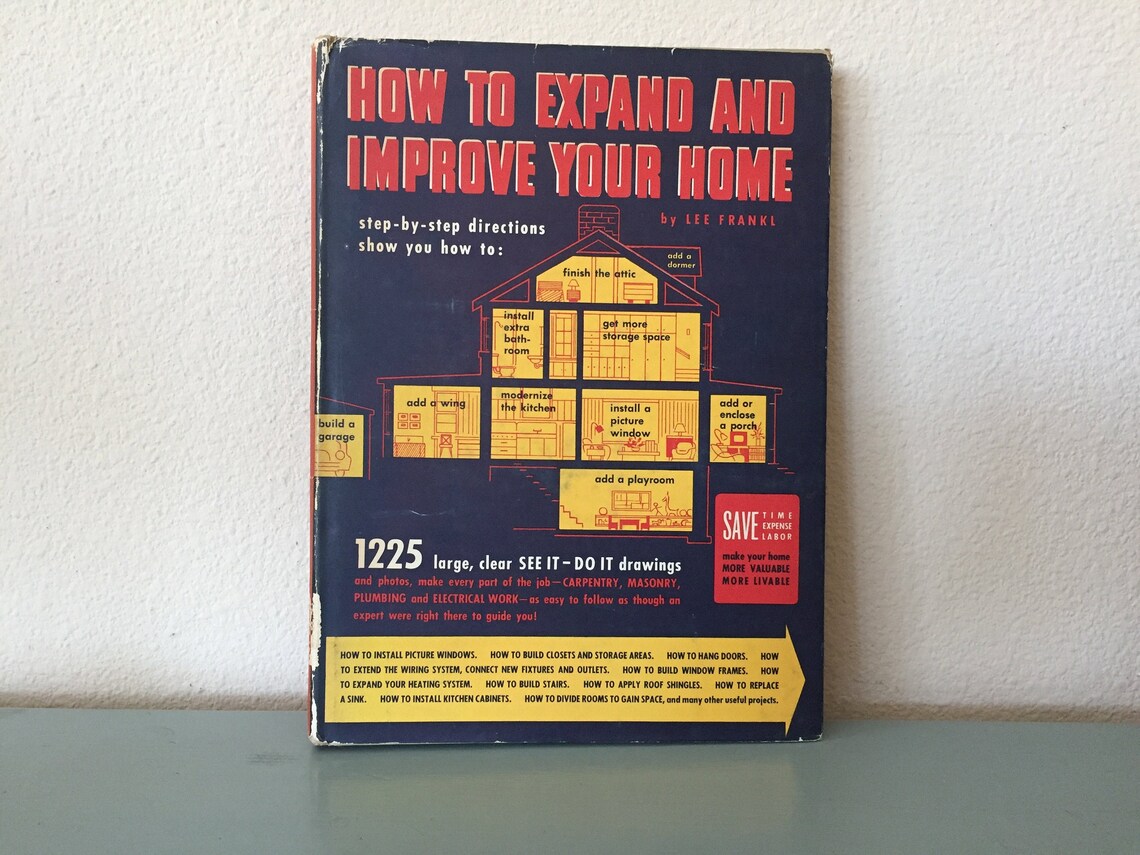 HOW TO EXPAND AND
IMPROVE YOUR HOME
by LEE FRANKL
step-by-step directions
show you how to:
add a
dormer
finish the attic
install
extra
bath-
room
get more
storage space
build a
garage
add a wing
modernize
the kitchen
install a
picture
window
add or
enclose
a porch
add a playroom
SAVE TIME
EXPENSE
LABOR
make your home
MORE VALUABLE
MORE LIVABLE
1225 large, clear SEE IT—DO IT drawings
and photos, make every part of the job—CARPENTRY, MASONRY,
PLUMBING and ELECTRICAL WORK—as easy to follow as though an
expert were right there to guide you!
HOW TO INSTALL PICTURE WINDOWS. HOW TO BUILD CLOSETS AND STORAGE AREAS. HOW TO HANG DOORS. HOW
TO EXTEND THE WIRING SYSTEM, CONNECT NEW FIXTURES AND OUTLETS. HOW TO BUILD WINDOW FRAMES. HOW
TO EXPAND YOUR HEATING SYSTEM. HOW TO BUILD STAIRS. HOW TO APPLY ROOF SHINGLES. HOW TO REPLACE
A SINK. HOW TO INSTALL KITCHEN CABINETS. HOW TO DIVIDE ROOMS TO GAIN SPACE, and many other useful projects.